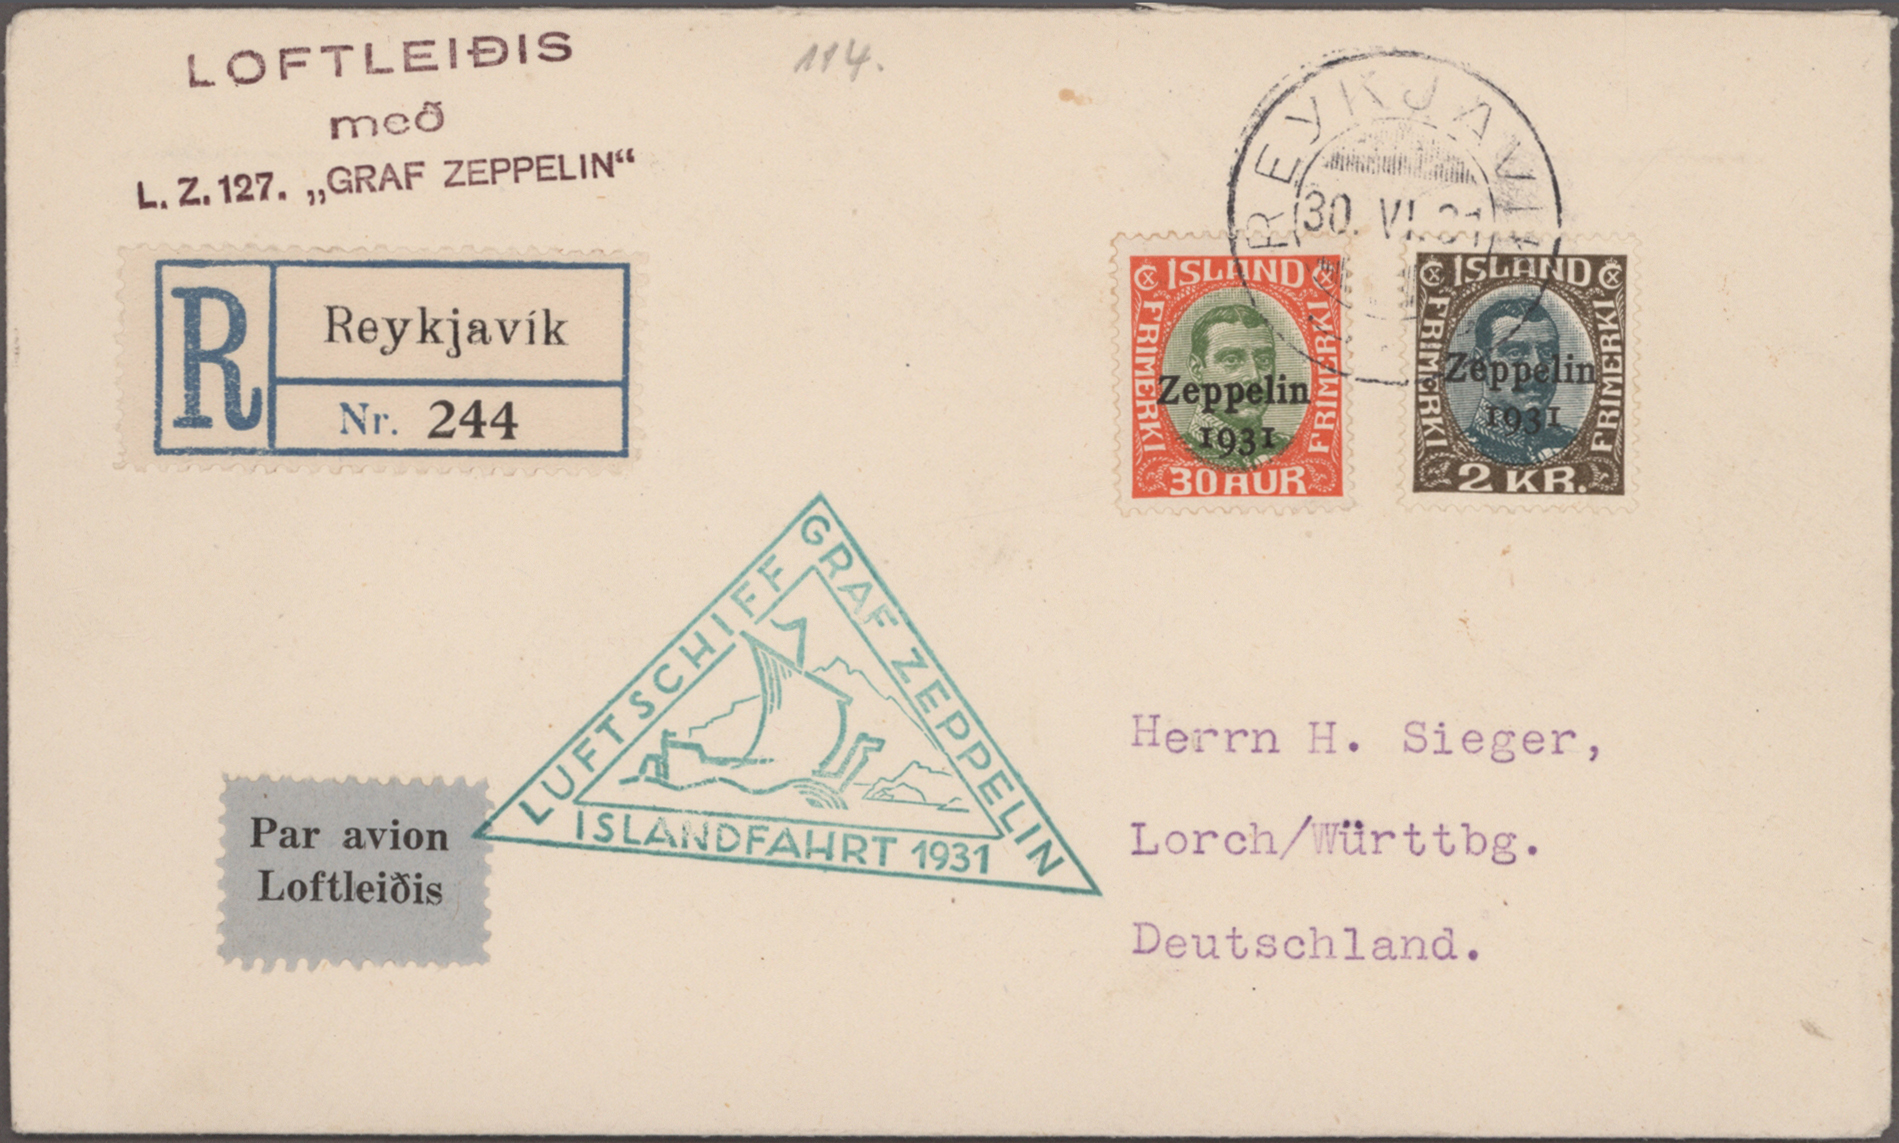 LOFTLEIÐIS
með
L. Z. 127. „GRAF ZEPPELIN“
114.
REYKJAVÍK
30. VI. 31
R
Reykjavík
Nr. 244
ISLAND
FRIMERKI
FRIMERKI
Zeppelin
1931
30 AUR
ISLAND
FRIMERKI
FRIMERKI
Zeppelin
1931
2 KR.
LUFTSCHIFF
GRAF ZEPPELIN
ISLANDFAHRT 1931
Par avion
Loftleiðis
Herrn H. Sieger,
Lorch/Württbg.
Deutschland.